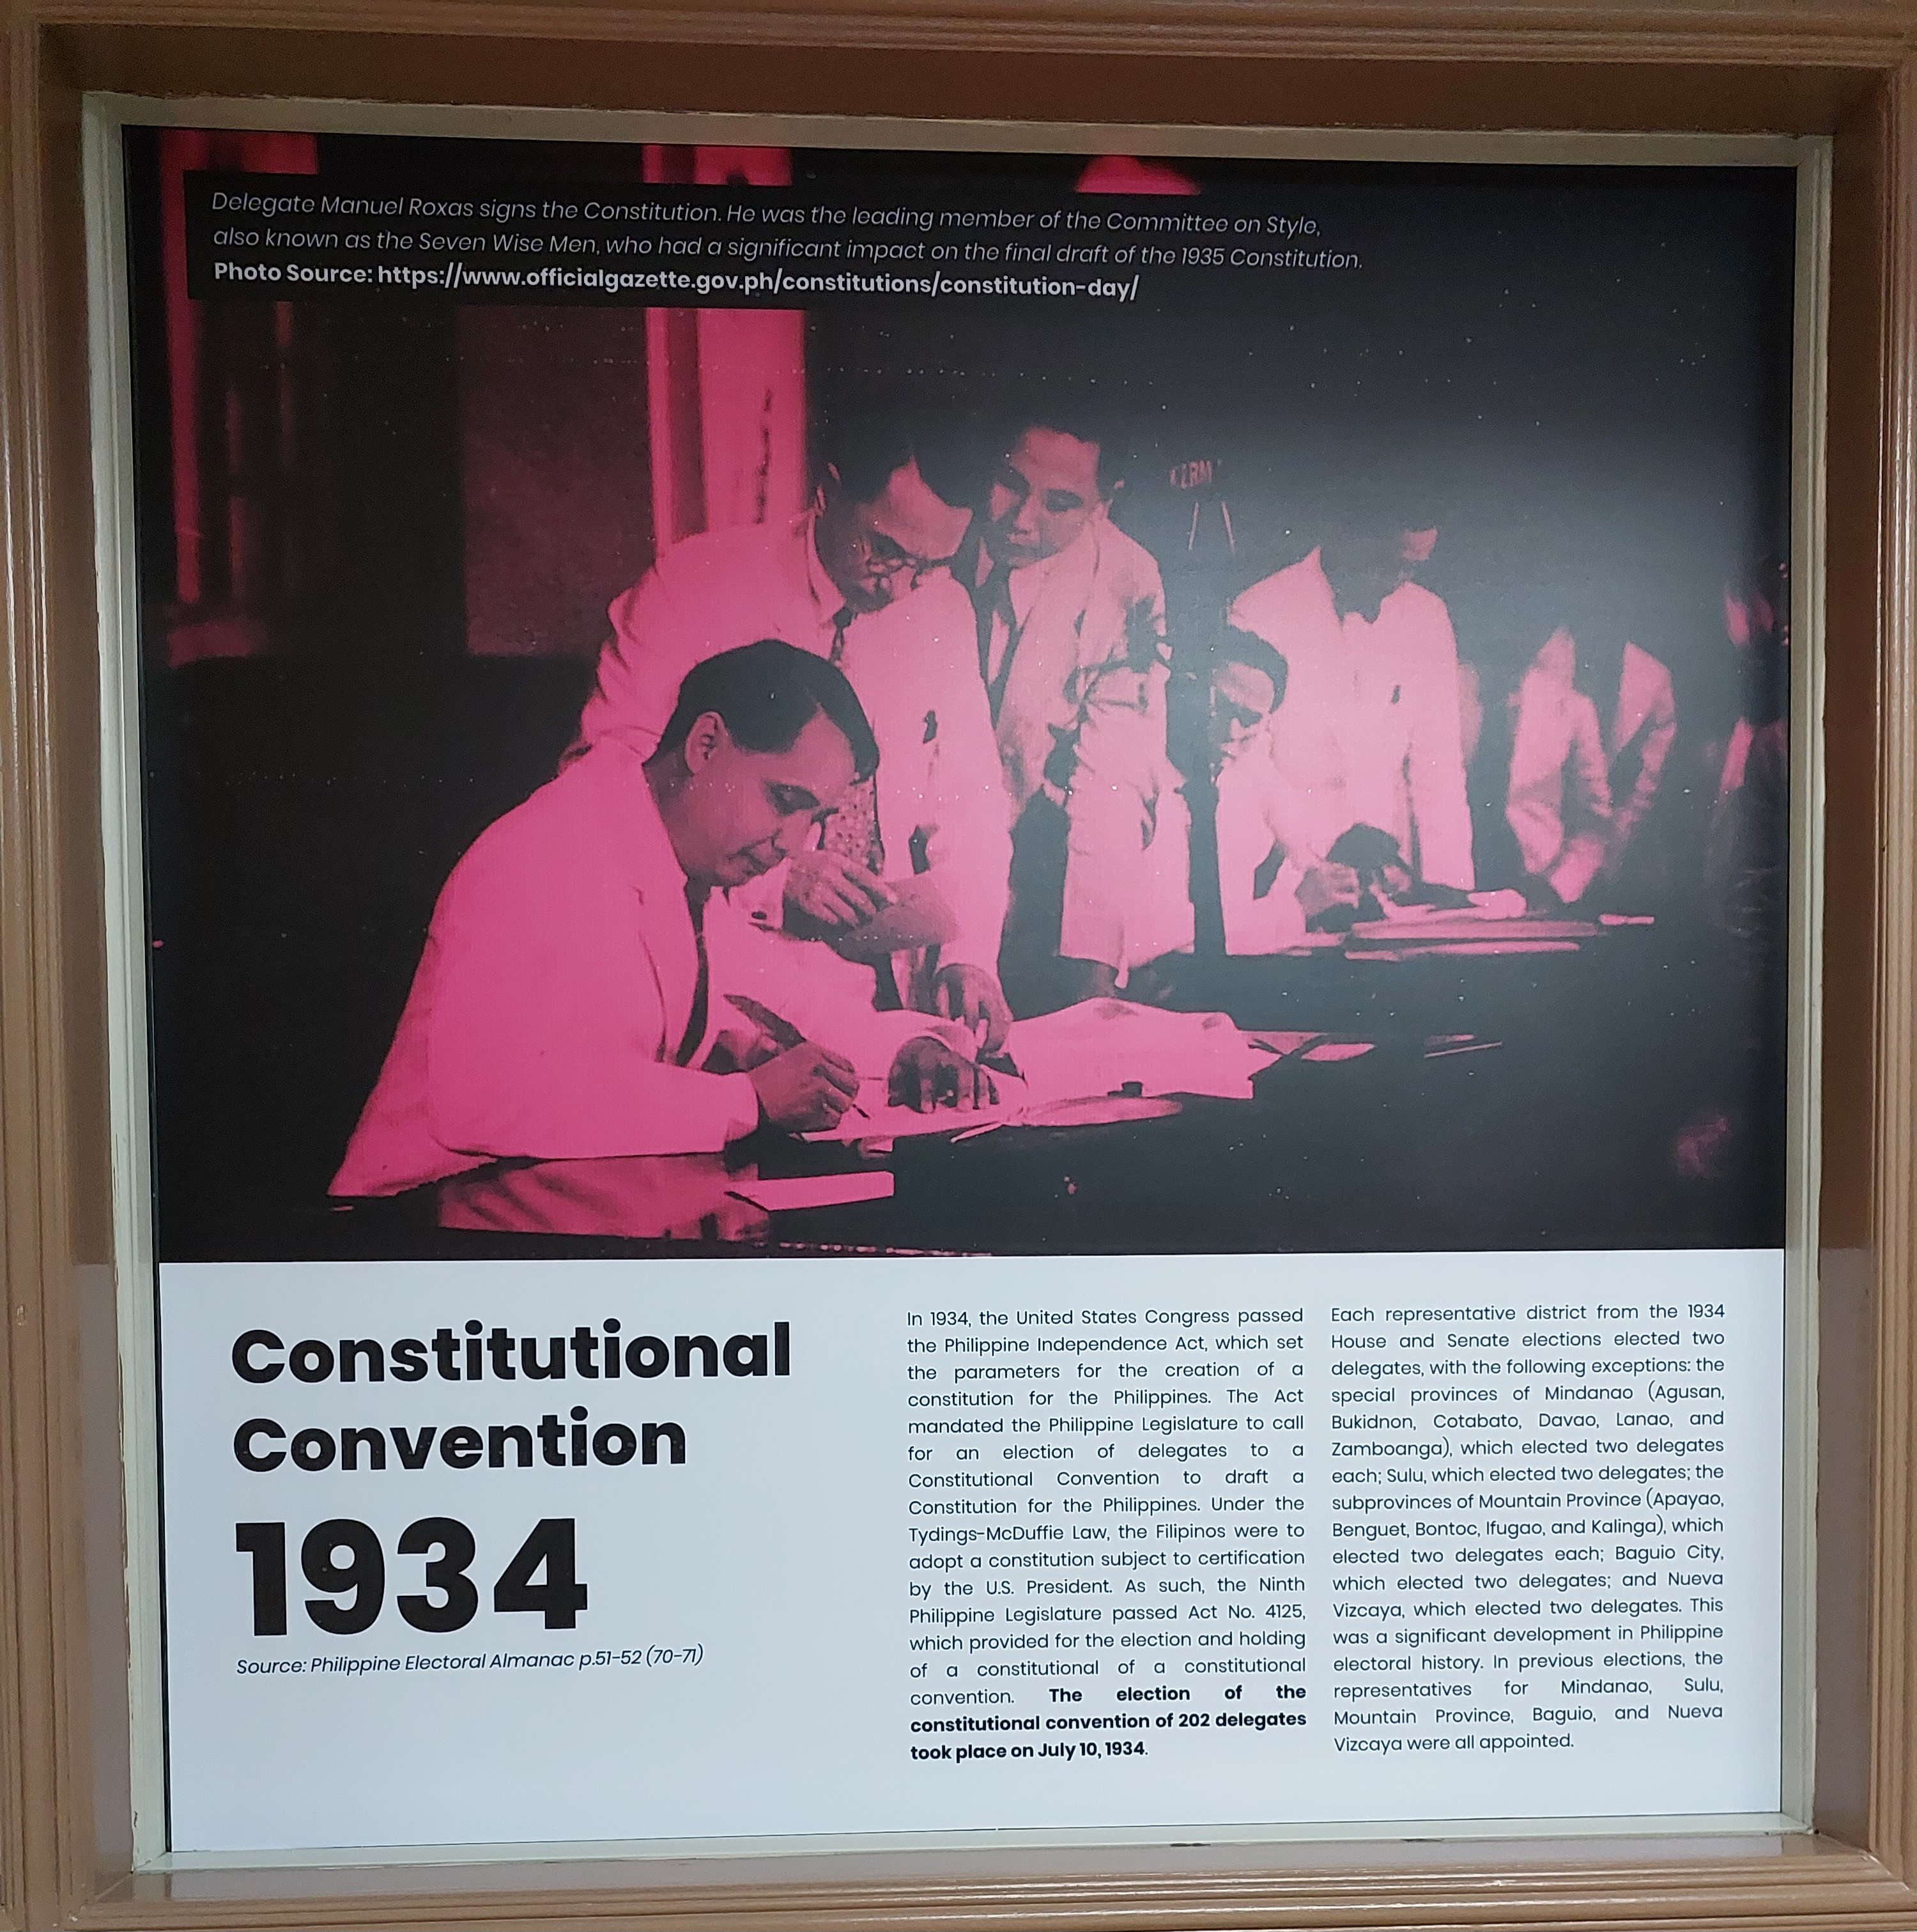 Delegate Manuel Roxas signs the Constitution. He was the leading member of the Committee on Style,
also known as the Seven Wise Men, who had a significant impact on the final draft of the 1935 Constitution.
Photo Source: https://www.officialgazette.gov.ph/constitutions/constitution-day/
KZRM
Constitutional
Convention
1934
Source: Philippine Electoral Almanac p.51-52 (70-71)
In 1934, the United States Congress passed
the Philippine Independence Act, which set
the parameters for the creation of a
constitution for the Philippines. The Act
mandated the Philippine Legislature to call
for an election of delegates to a
Constitutional Convention to draft a
Constitution for the Philippines. Under the
Tydings-McDuffie Law, the Filipinos were to
adopt a constitution subject to certification
by the U.S. President. As such, the Ninth
Philippine Legislature passed Act No. 4125,
which provided for the election and holding
of a constitutional of a constitutional
convention. The election of the
constitutional convention of 202 delegates
took place on July 10, 1934.
Each representative district from the 1934
House and Senate elections elected two
delegates, with the following exceptions: the
special provinces of Mindanao (Agusan,
Bukidnon, Cotabato, Davao, Lanao, and
Zamboanga), which elected two delegates
each; Sulu, which elected two delegates; the
subprovinces of Mountain Province (Apayao,
Benguet, Bontoc, Ifugao, and Kalinga), which
elected two delegates each; Baguio City,
which elected two delegates; and Nueva
Vizcaya, which elected two delegates. This
was a significant development in Philippine
electoral history. In previous elections, the
representatives for Mindanao, Sulu,
Mountain Province, Baguio, and Nueva
Vizcaya were all appointed.